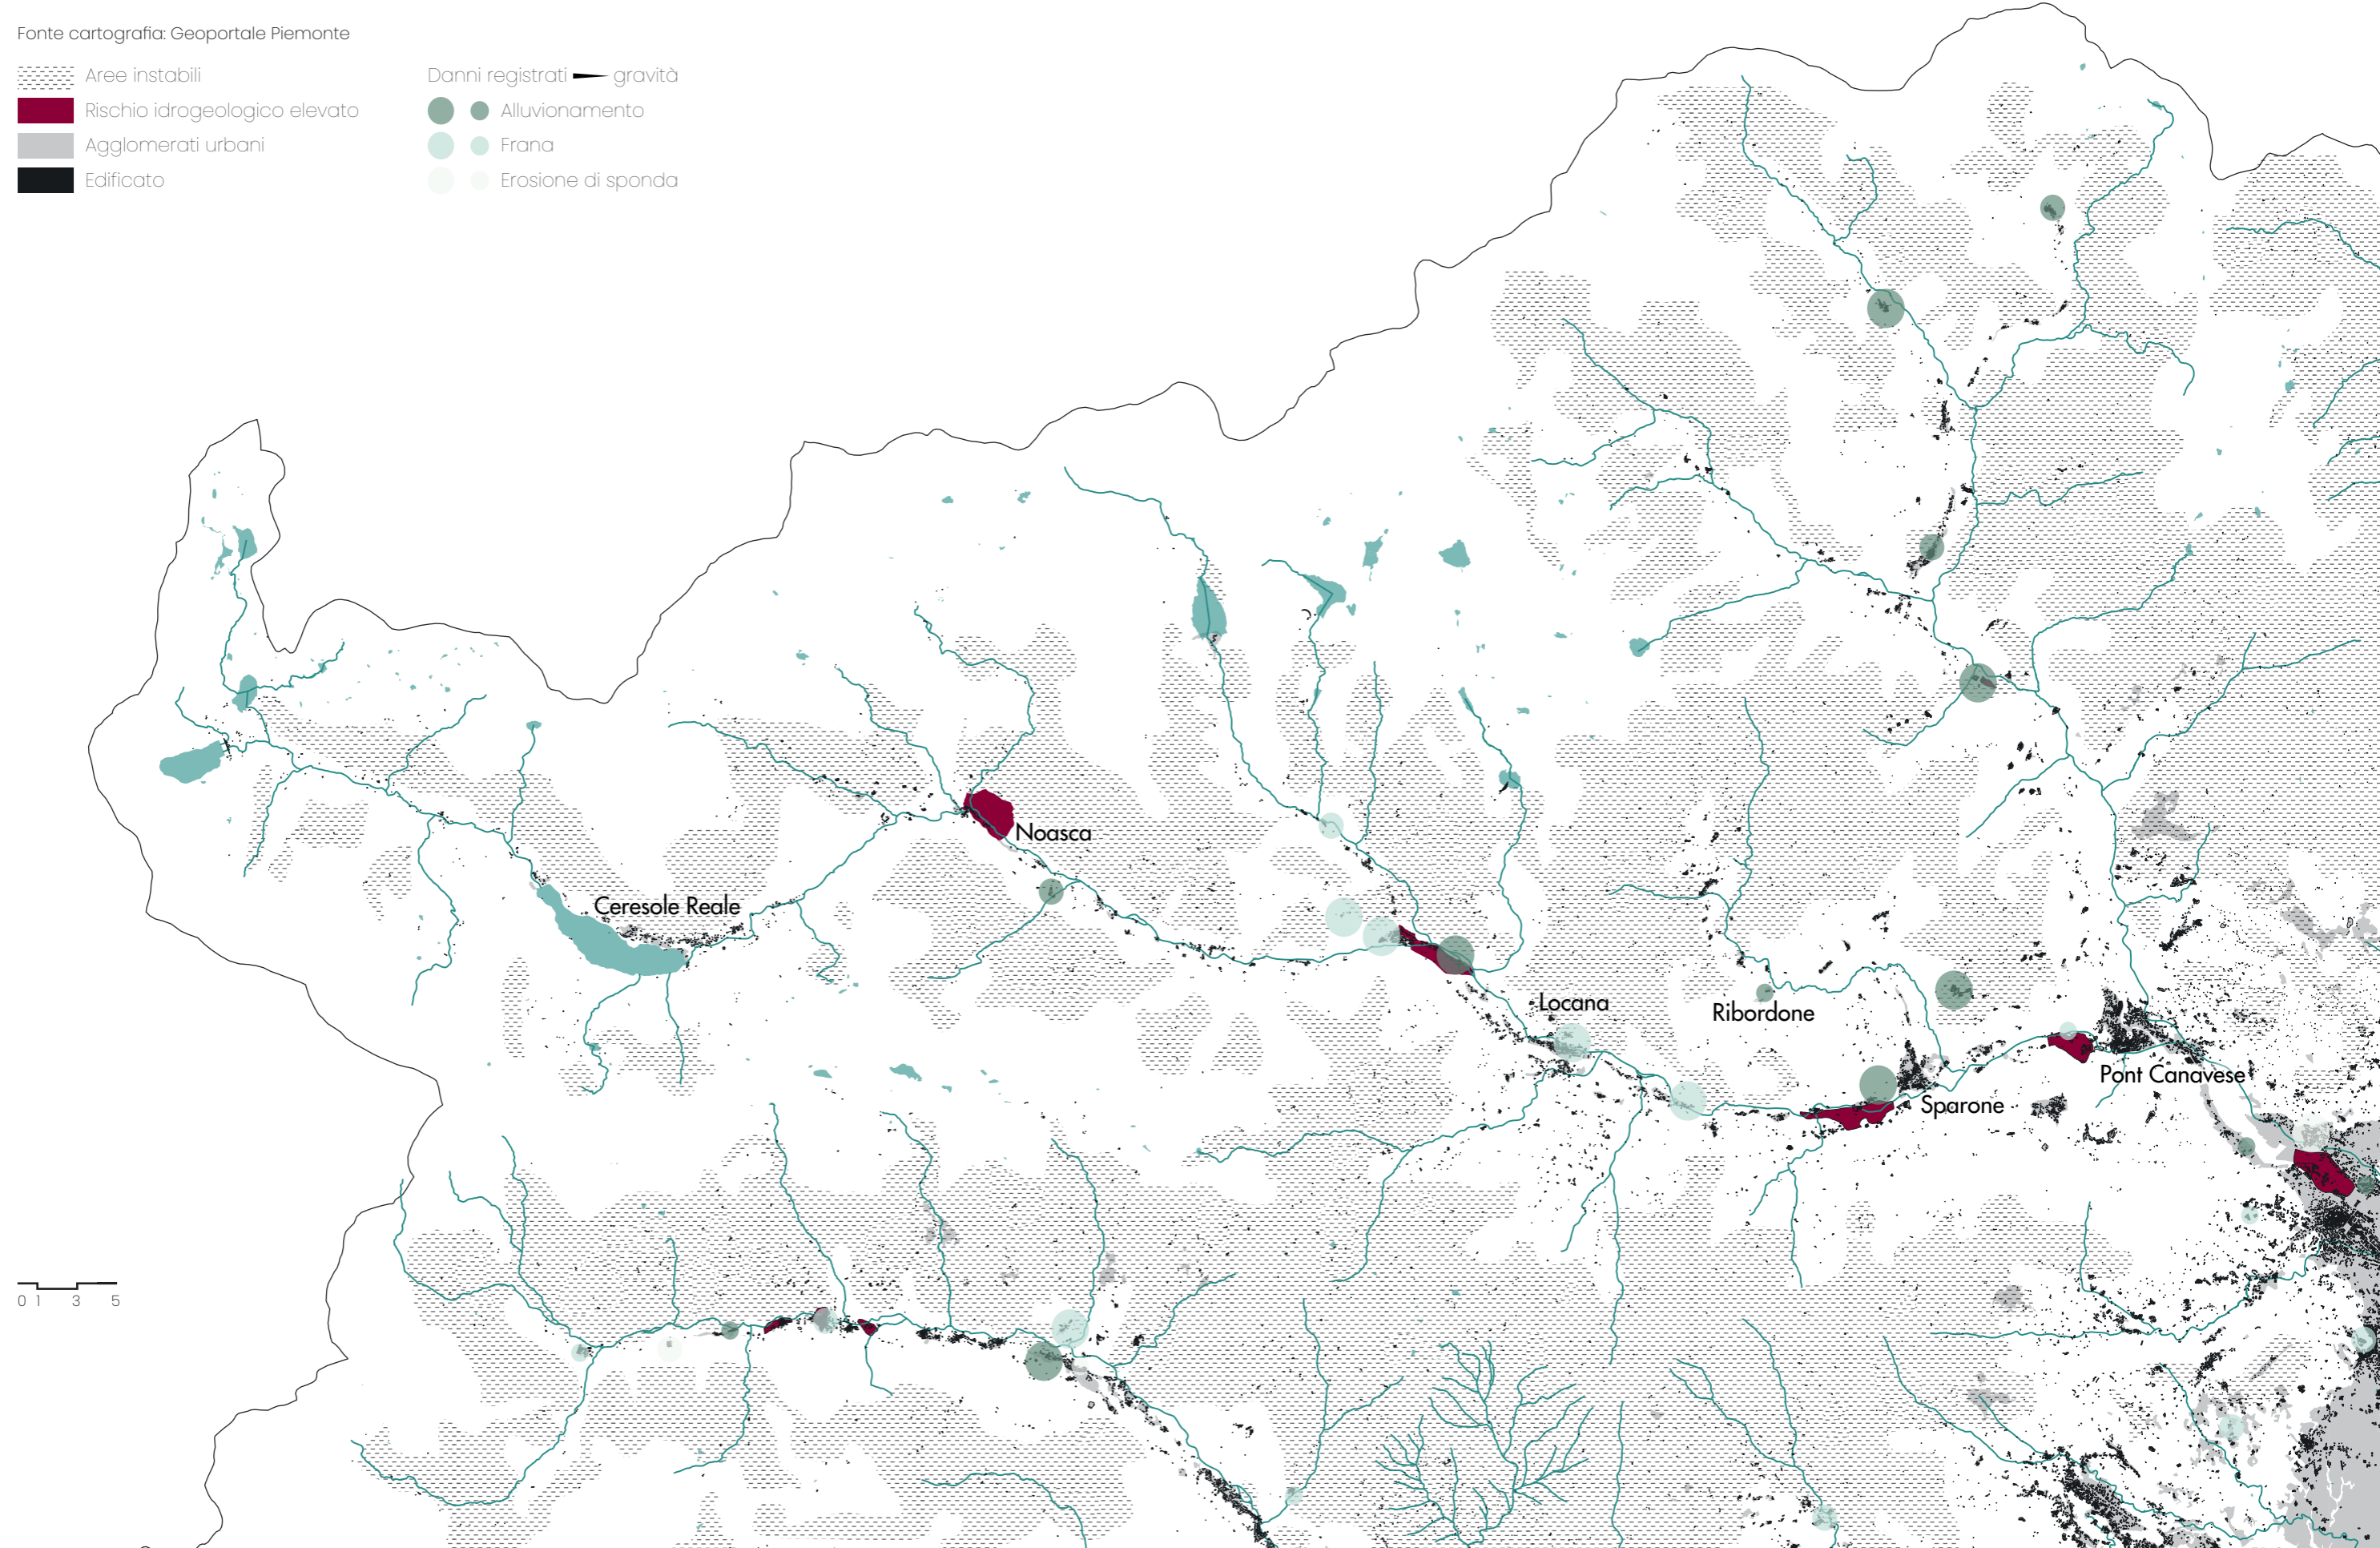 Fonte cartografia: Geoportale Piemonte
Aree instabili
Rischio idrogeologico elevato
Agglomerati urbani
Edificato
Danni registrati gravità
Alluvionamento
Frana
Erosione di sponda
Noasca
Ceresole Reale
Locana
Ribordone
Pont Canavese
Sparone
0 1 3 5